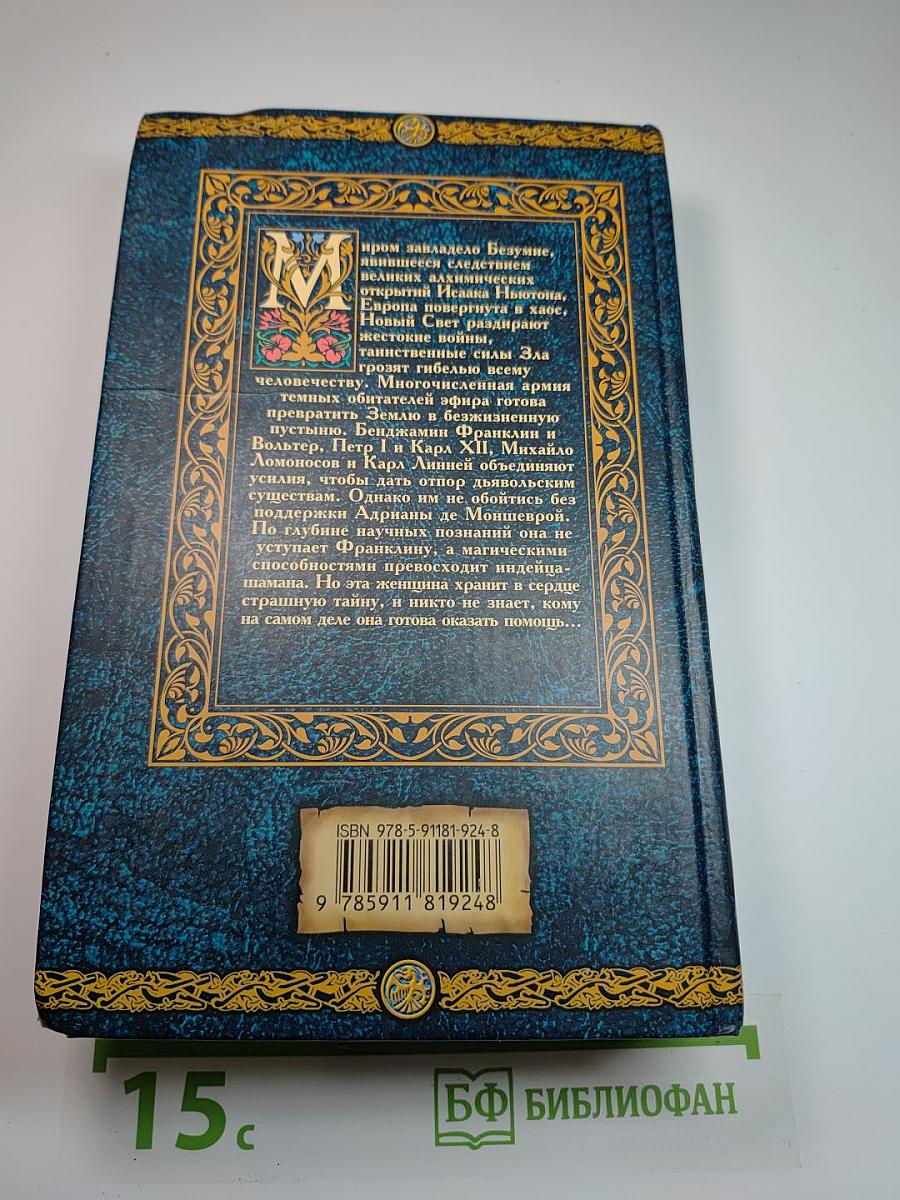 Миром завладело Безумие,
явившееся следствием
великих алхимических
открытий Исаака Ньютона,
Европа повергнута в хаос,
Новый Свет раздирают
жестокие войны,
таинственные силы Зла
грозят гибелью всему
человечеству. Многочисленная армия
темных обитателей эфира готова
превратить Землю в безжизненную
пустыню. Бенджамин Франклин и
Вольтер, Петр I и Карл XII, Михайло
Ломоносов и Карл Линней объединяют
усилия, чтобы дать отпор дьявольским
существам. Однако им не обойтись без
поддержки Адрианы де Моншеврой.
По глубине научных познаний она не
уступает Франклину, а магическими
способностями превосходит индейца-
шамана. Но эта женщина хранит в сердце
страшную тайну, и никто не знает, кому
на самом деле она готова оказать помощь...
ISBN 978-5-91181-924-8
9 785911 819248
15 с
БФ БИБЛИОФАН